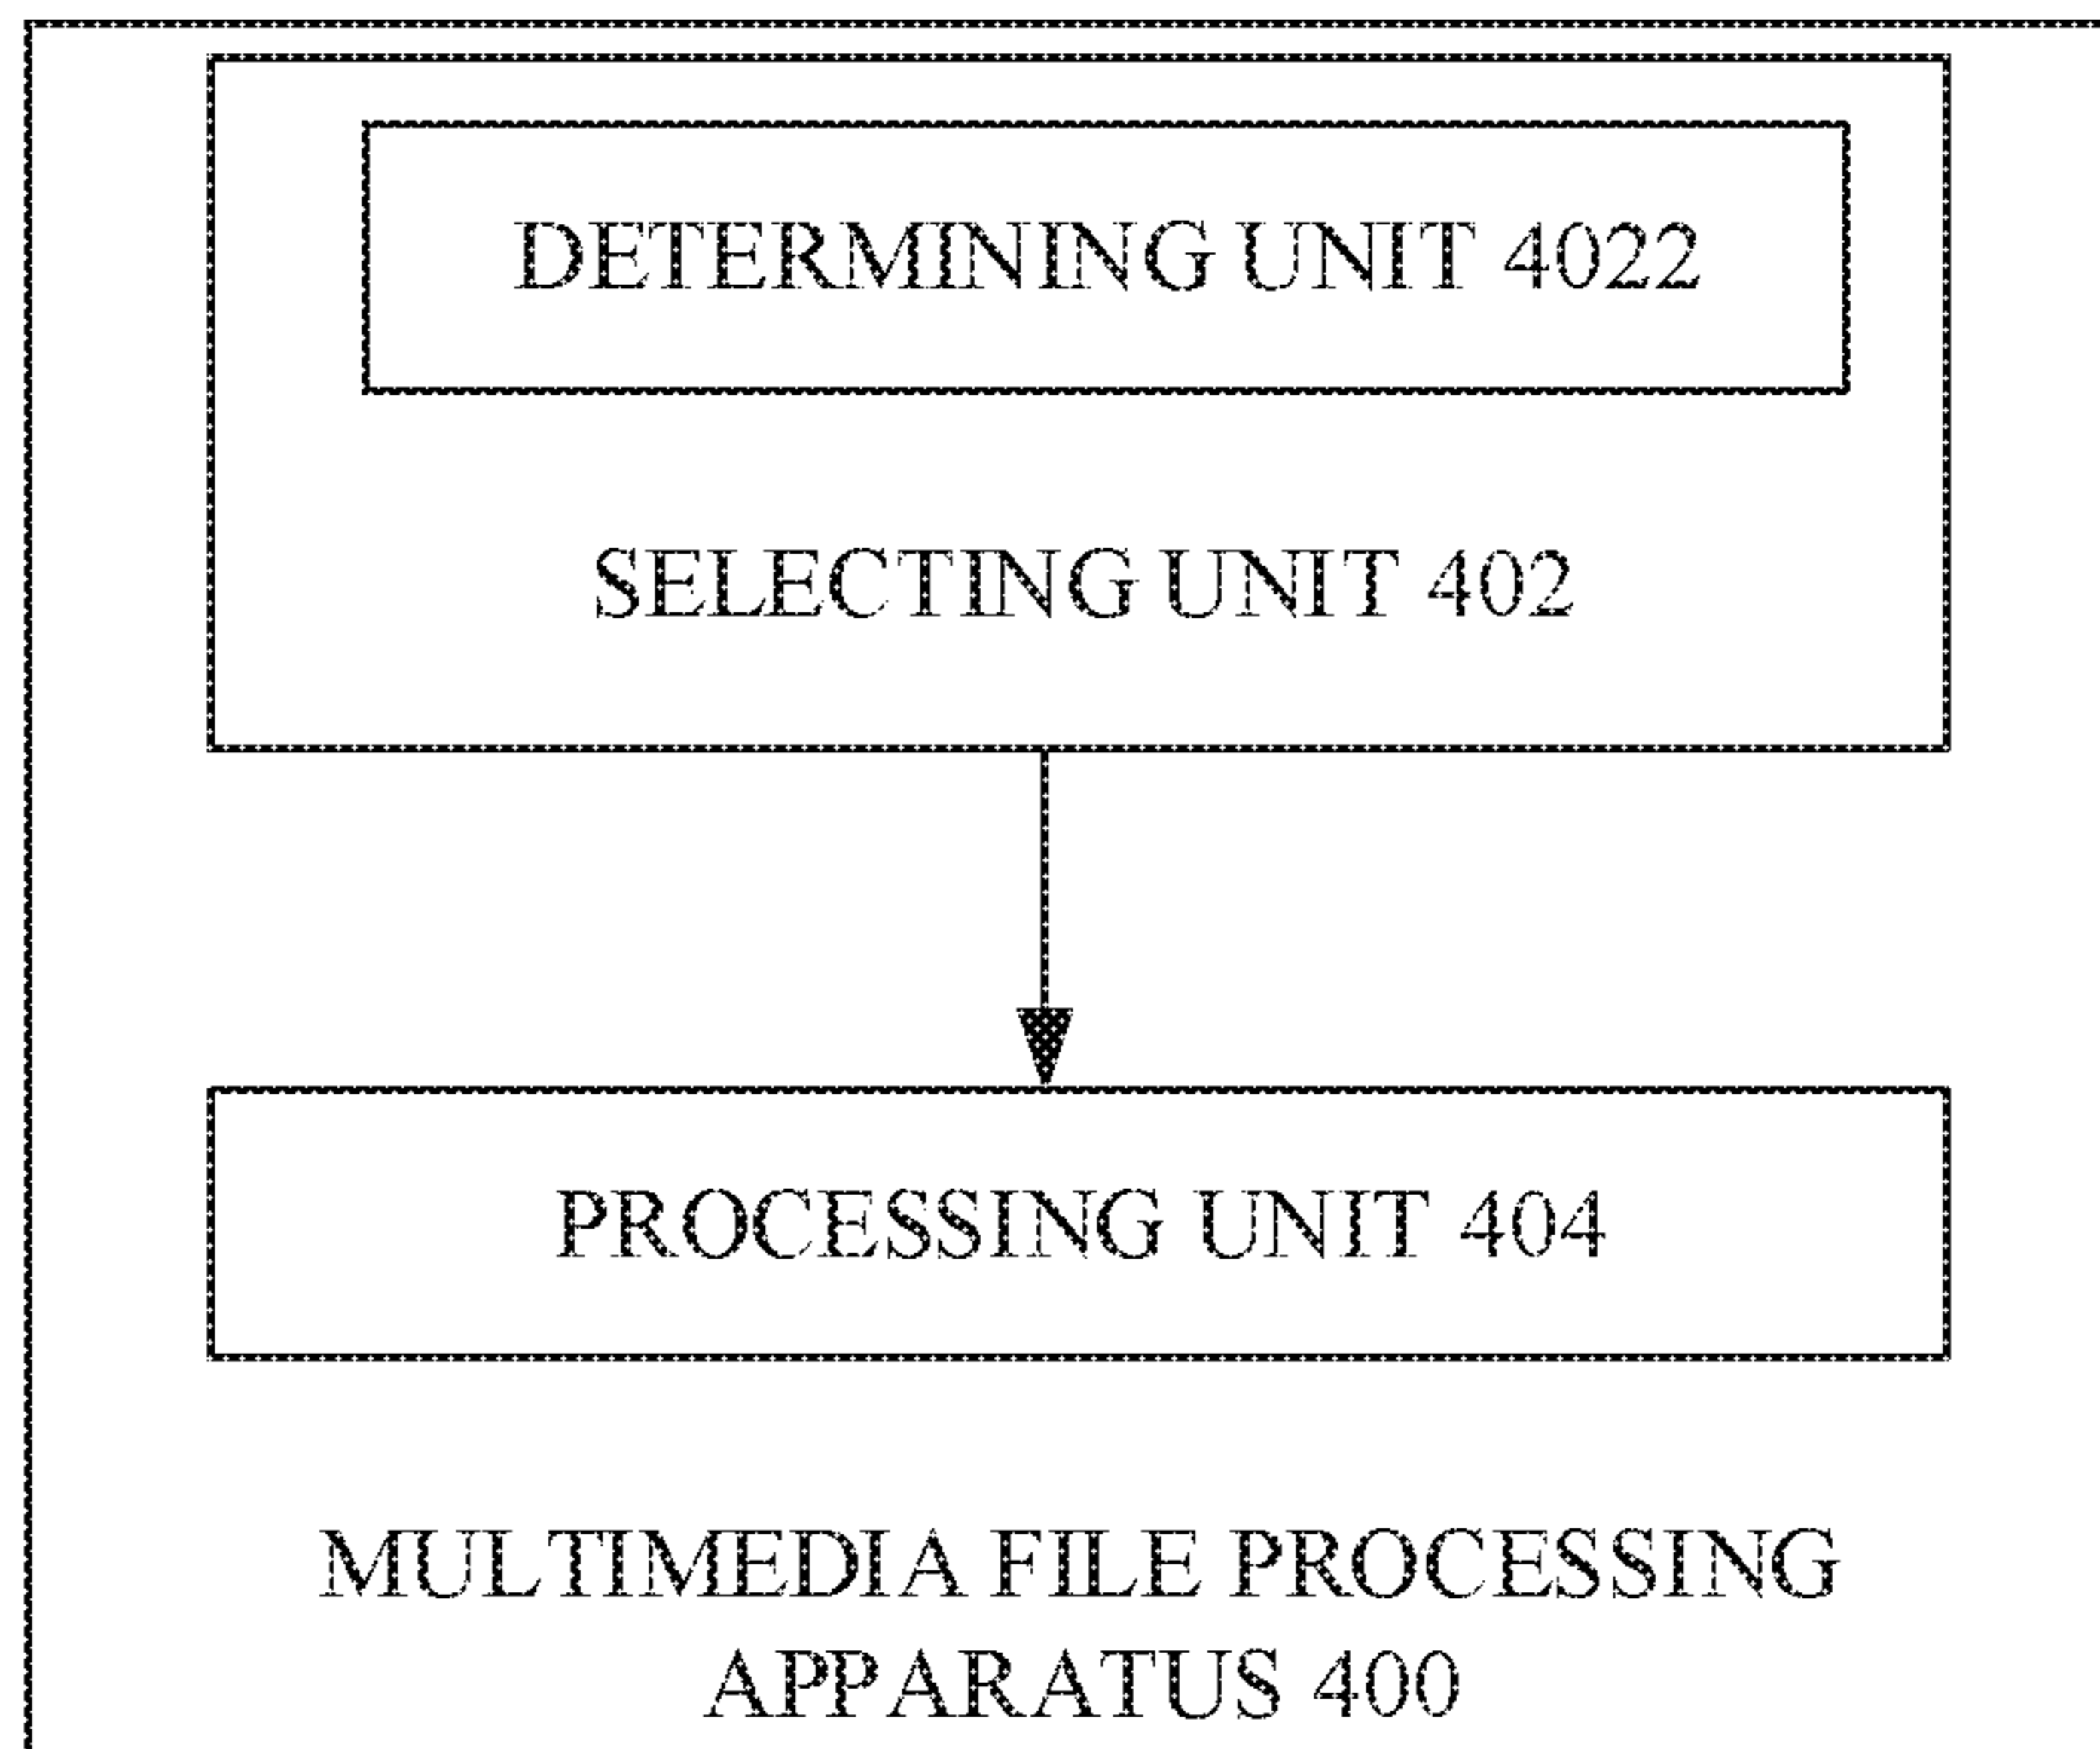 DETERMINING UNIT 4022
SELECTING UNIT 402
PROCESSING UNIT 404
MULTIMEDIA FILE PROCESSING
APPARATUS 400